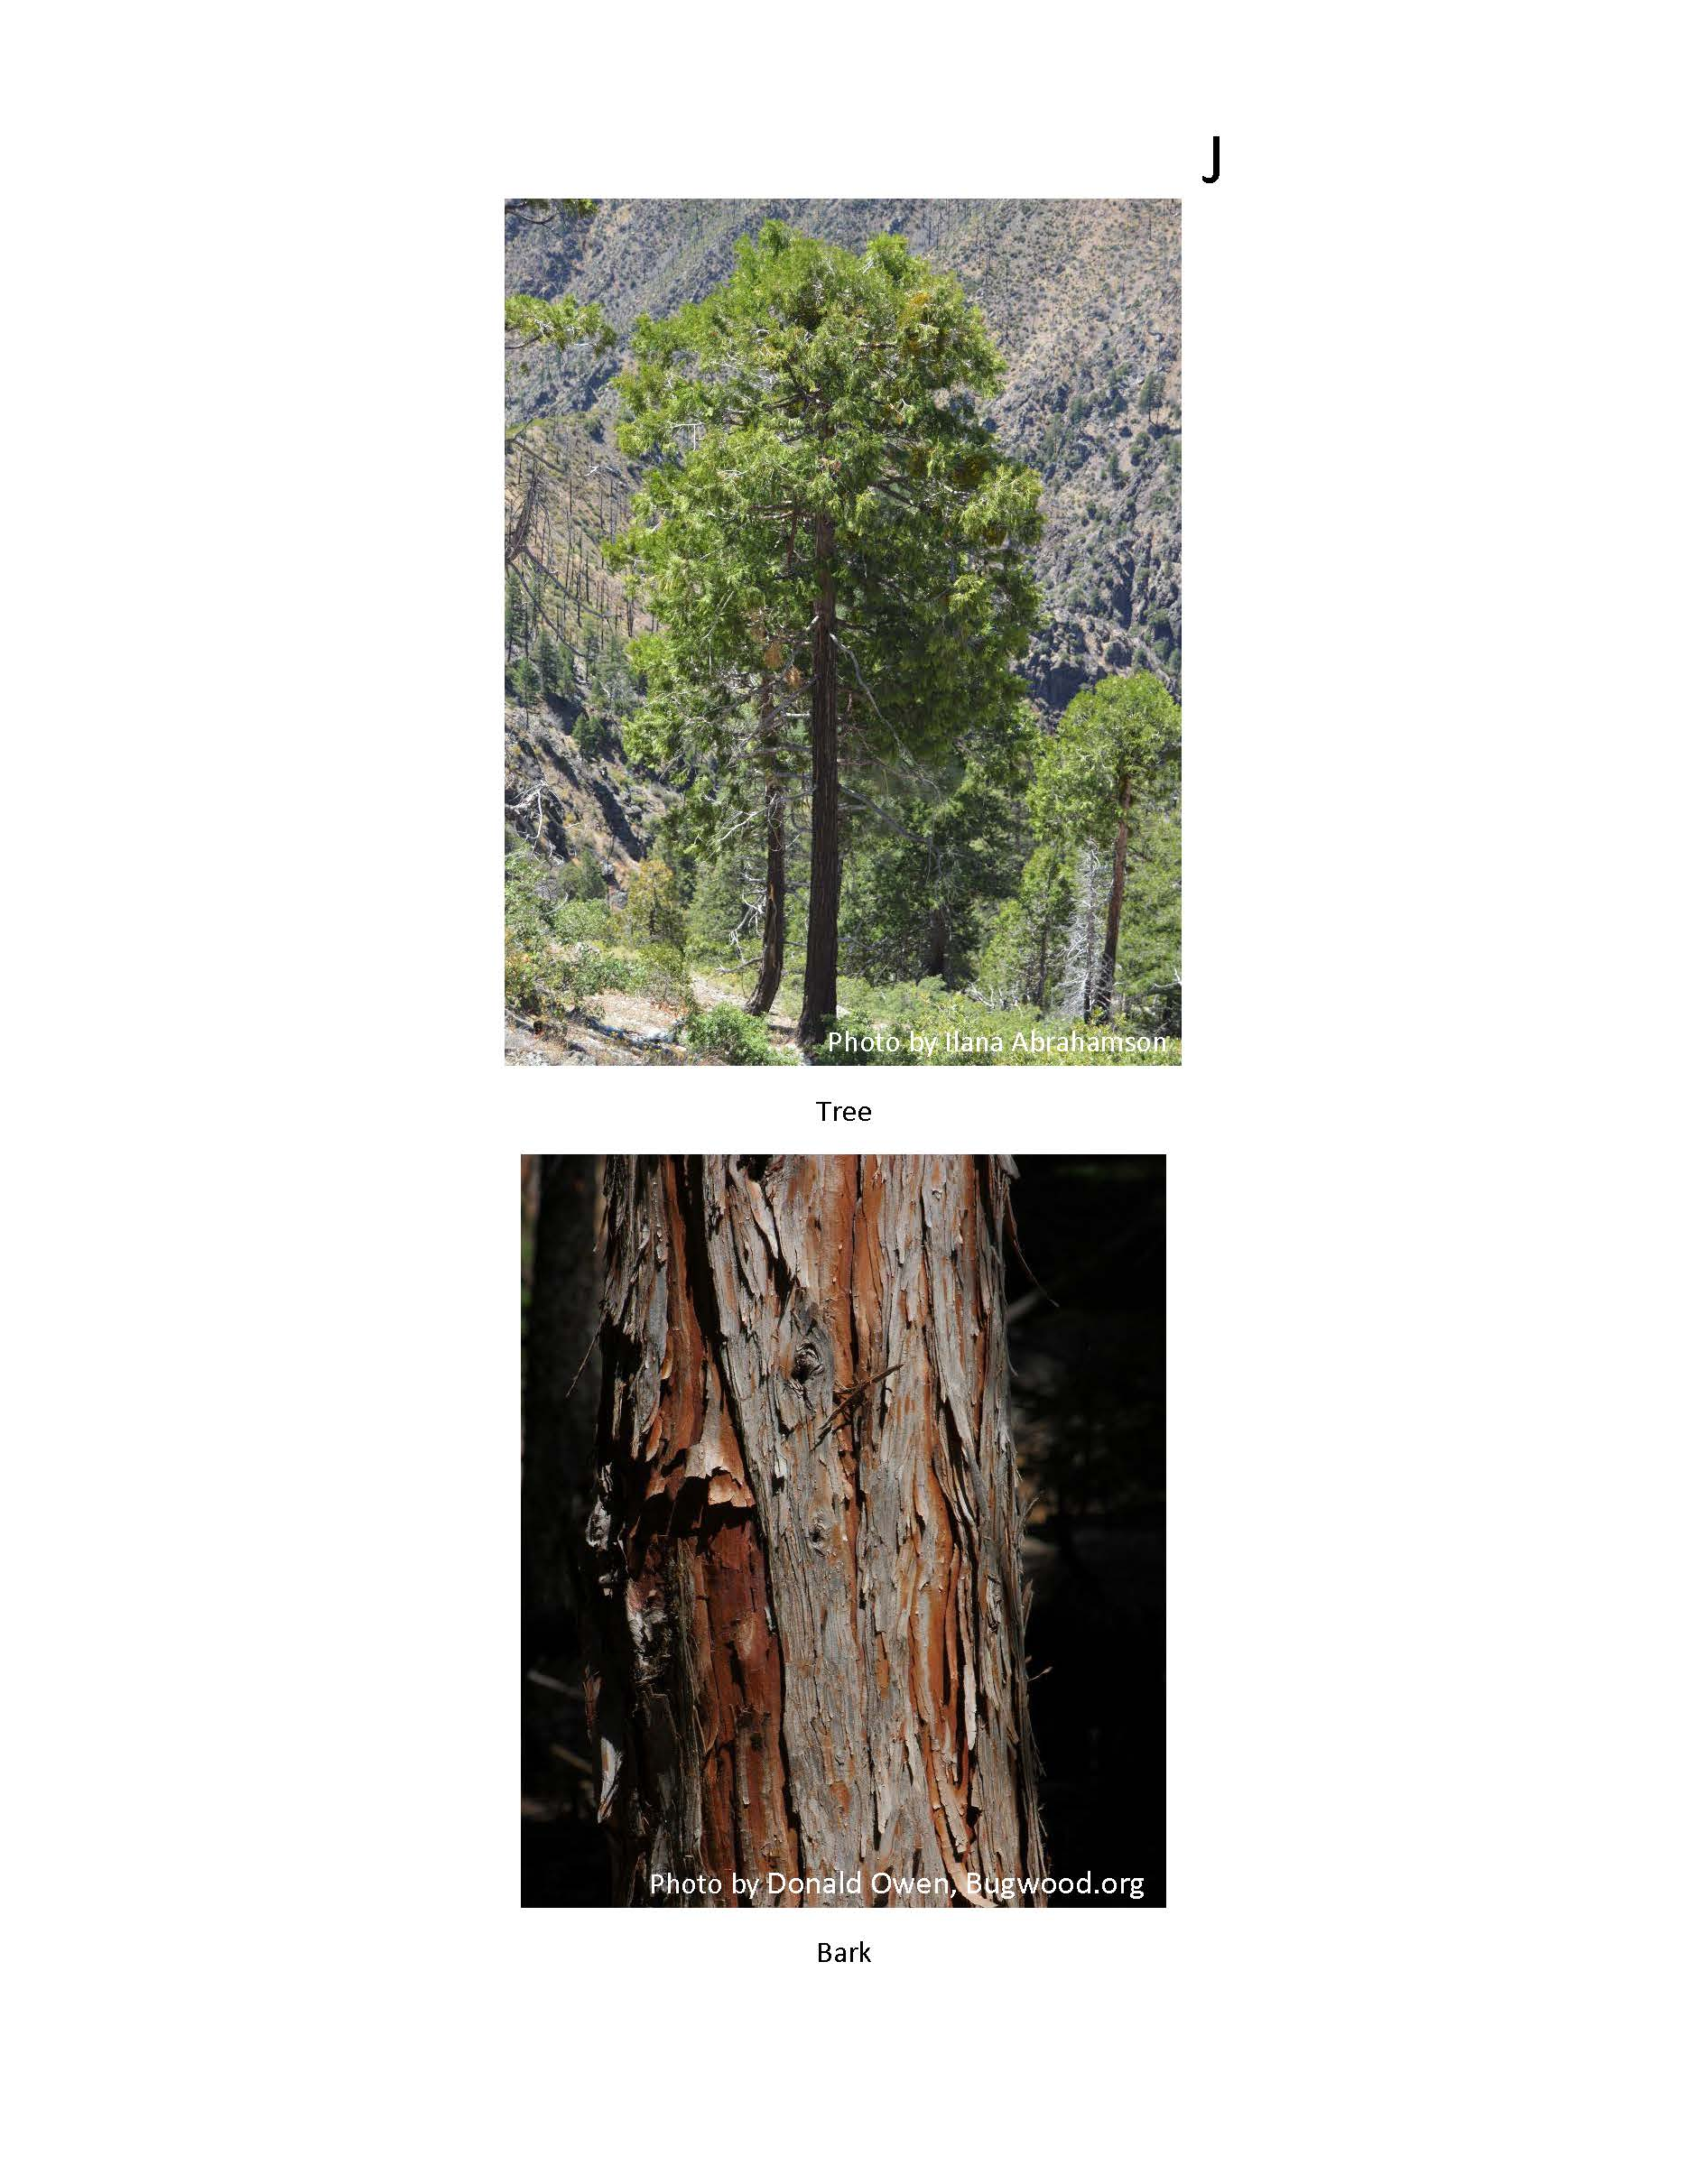 J
Photo by Ilana Abrahamson
Tree
Photo by Donald Owen, Bugwood.org
Bark